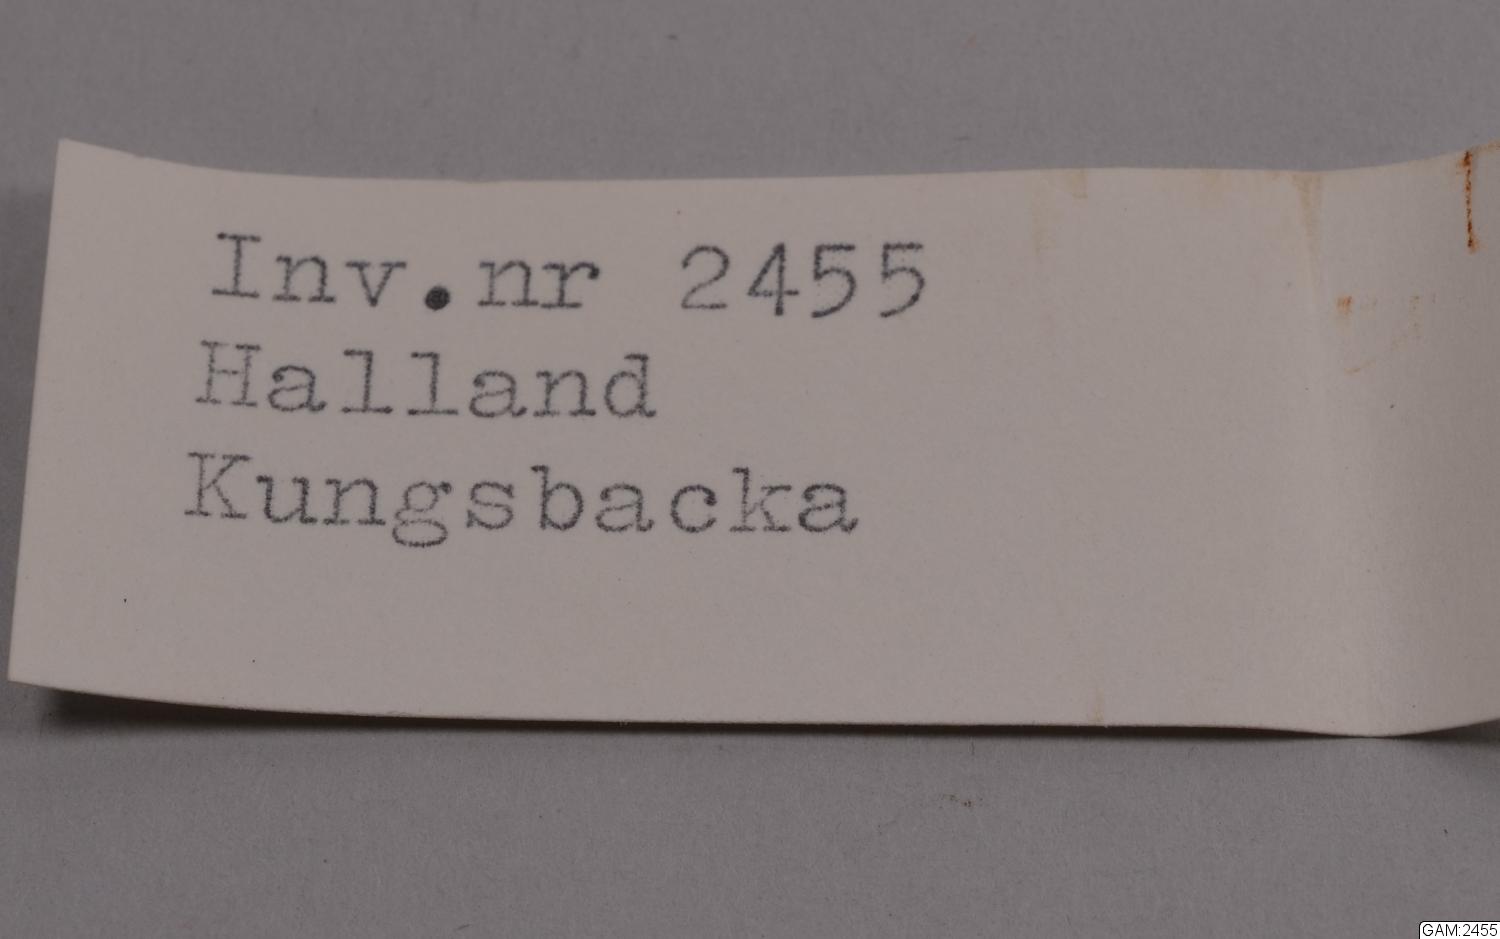 Inv.nr 2455
Halland
Kungsbacka
GAM:2455